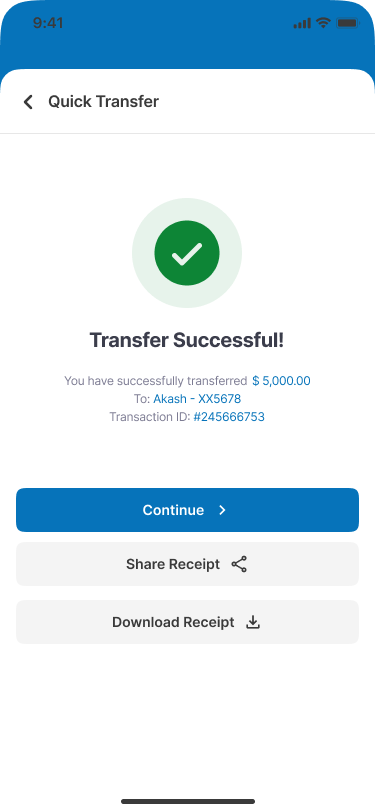 9:41
Quick Transfer
Transfer Successful!
You have successfully transferred $ 5,000.00
To: Akash - XX5678
Transaction ID: #245666753
Continue
Share Receipt
Download Receipt